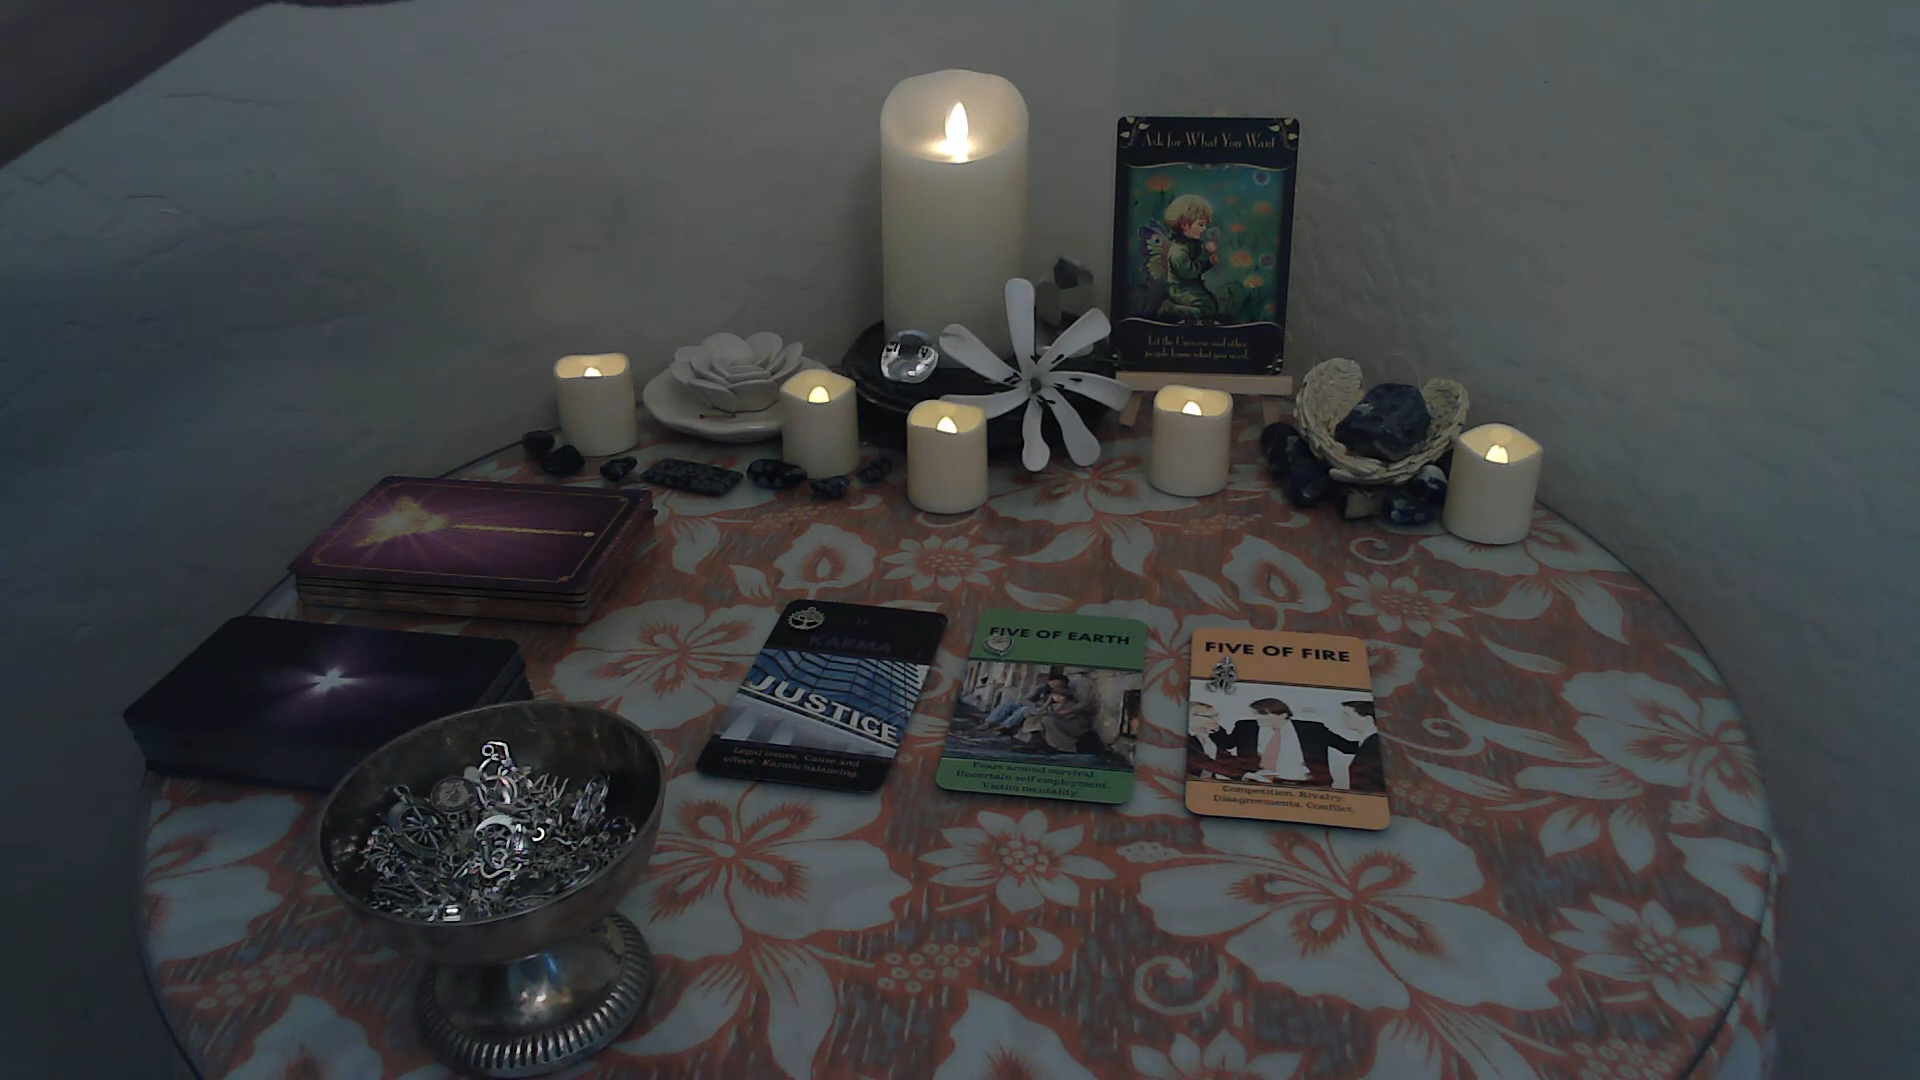 Ask for What You Want
Let the Universe and other
people know what you need.
11
KARMA
JUSTICE
Legal issues. Cause and
effect. Karmic balancing.
FIVE OF EARTH
Fears around survival
Uncertain self employment.
Victim mentality.
FIVE OF FIRE
Competition. Rivalry
Disagreements. Conflict.